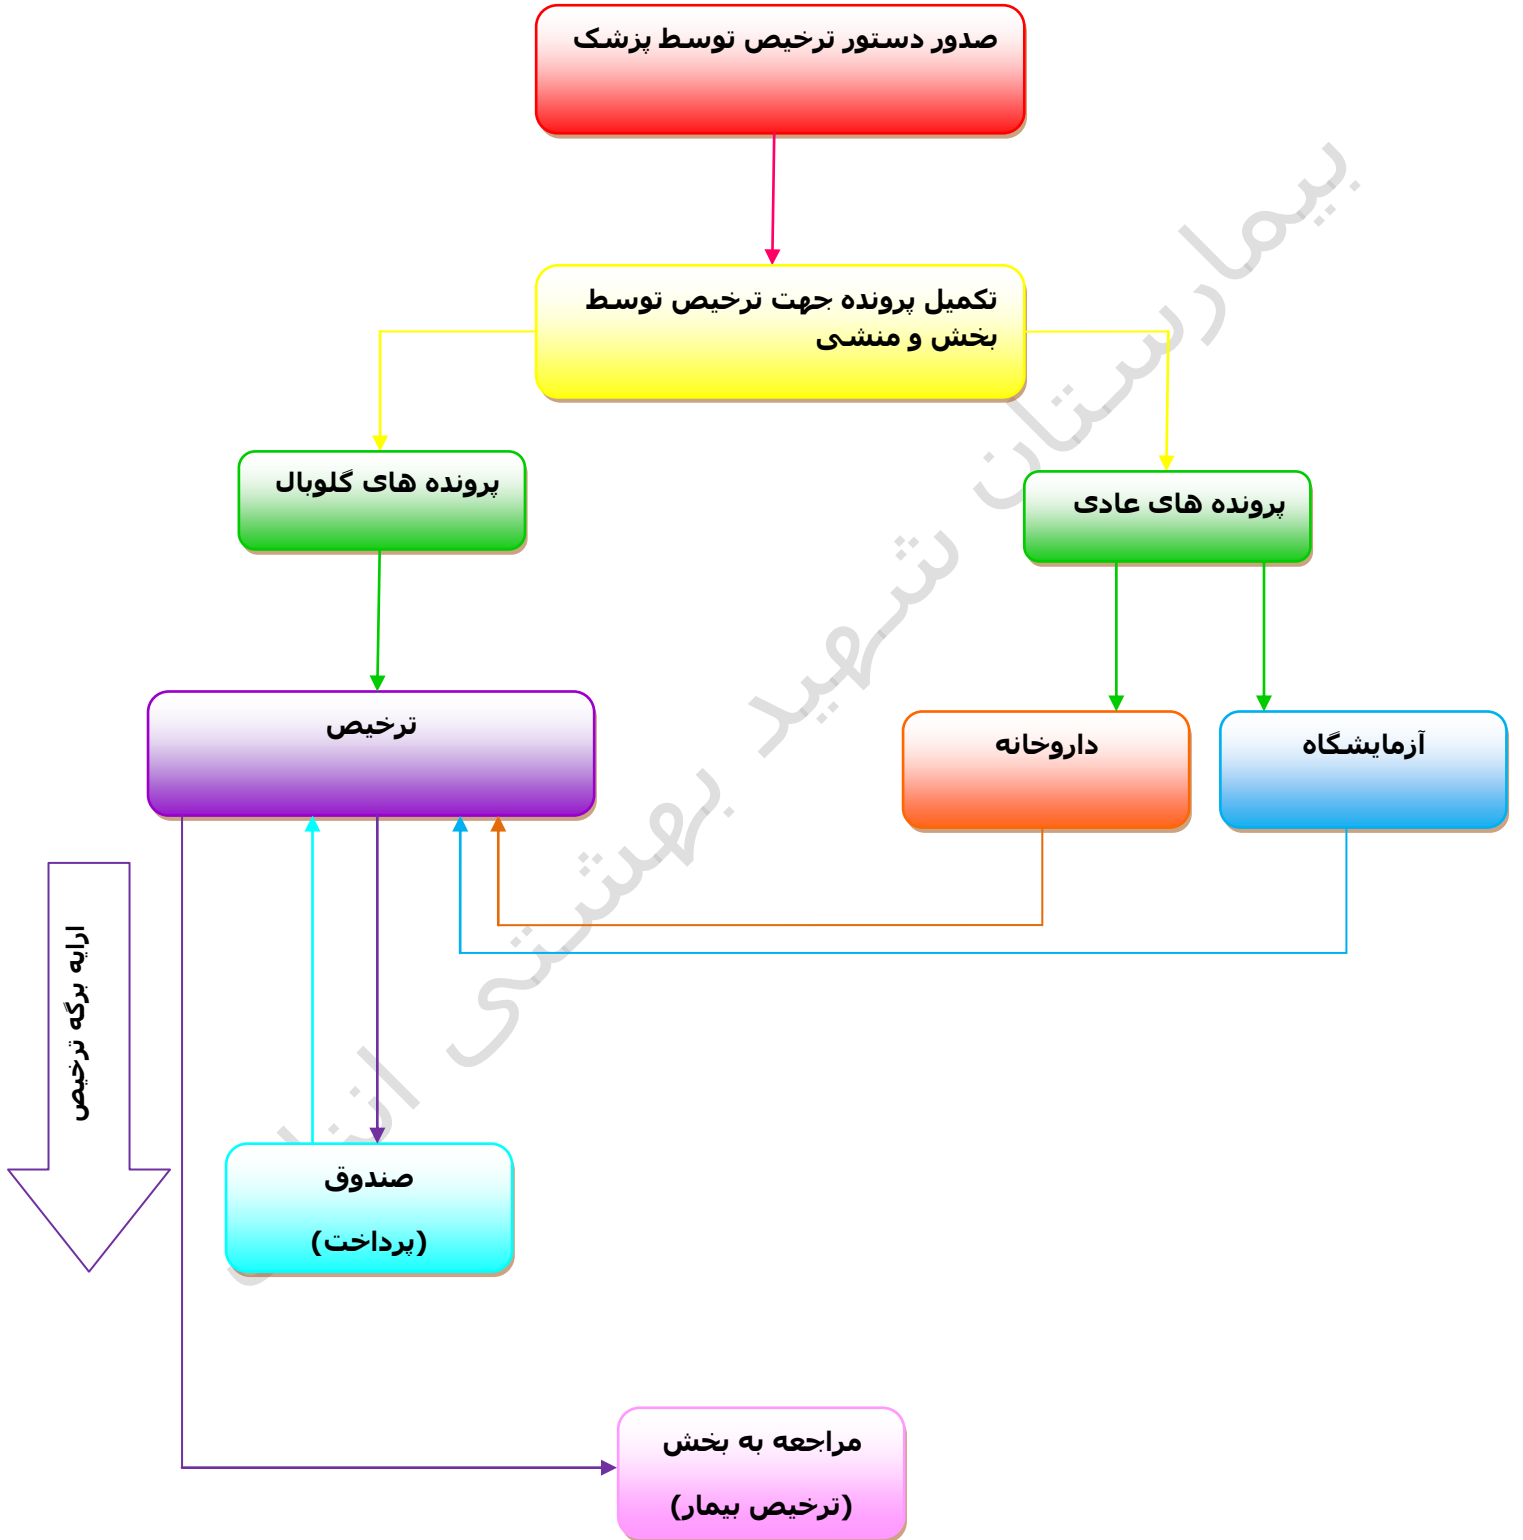 صدور دستور ترخیص توسط پزشک
تکمیل پرونده جهت ترخیص توسط
بخش و منشی
پرونده های عادی
پرونده های گلوبال
آزمایشگاه
داروخانه
ترخیص
ارایه برگه ترخیص
صندوق
(پرداخت)
مراجعه به بخش
(ترخیص بیمار)
بیمارستان شهید بهشتی